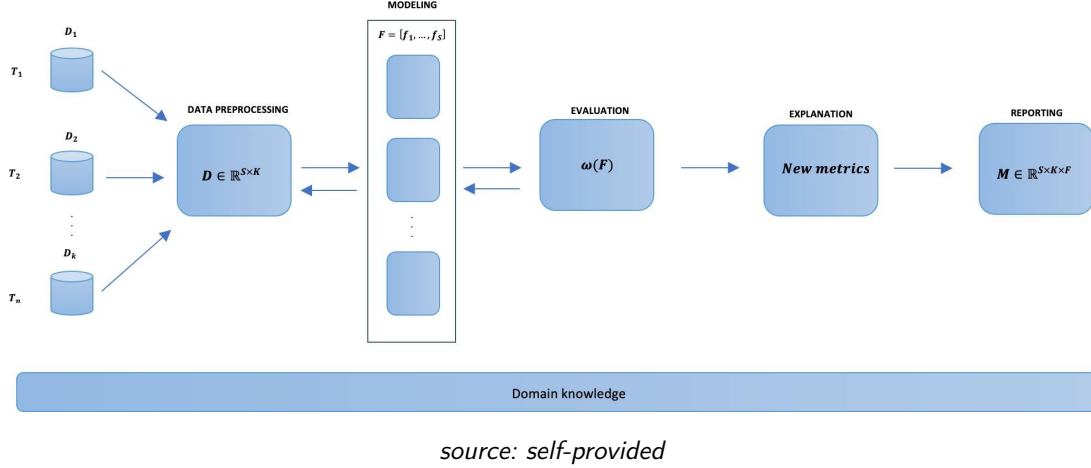 MODELING
F = [f₁, … , f_S]
D₁
T₁
D₂
T₂
.
.
.
D_k
T_n
DATA PREPROCESSING
D ∈ ℝ^{S×K}
.
.
.
EVALUATION
ω(F)
EXPLANATION
New metrics
REPORTING
M ∈ ℝ^{S×K×F}
Domain knowledge
source: self-provided